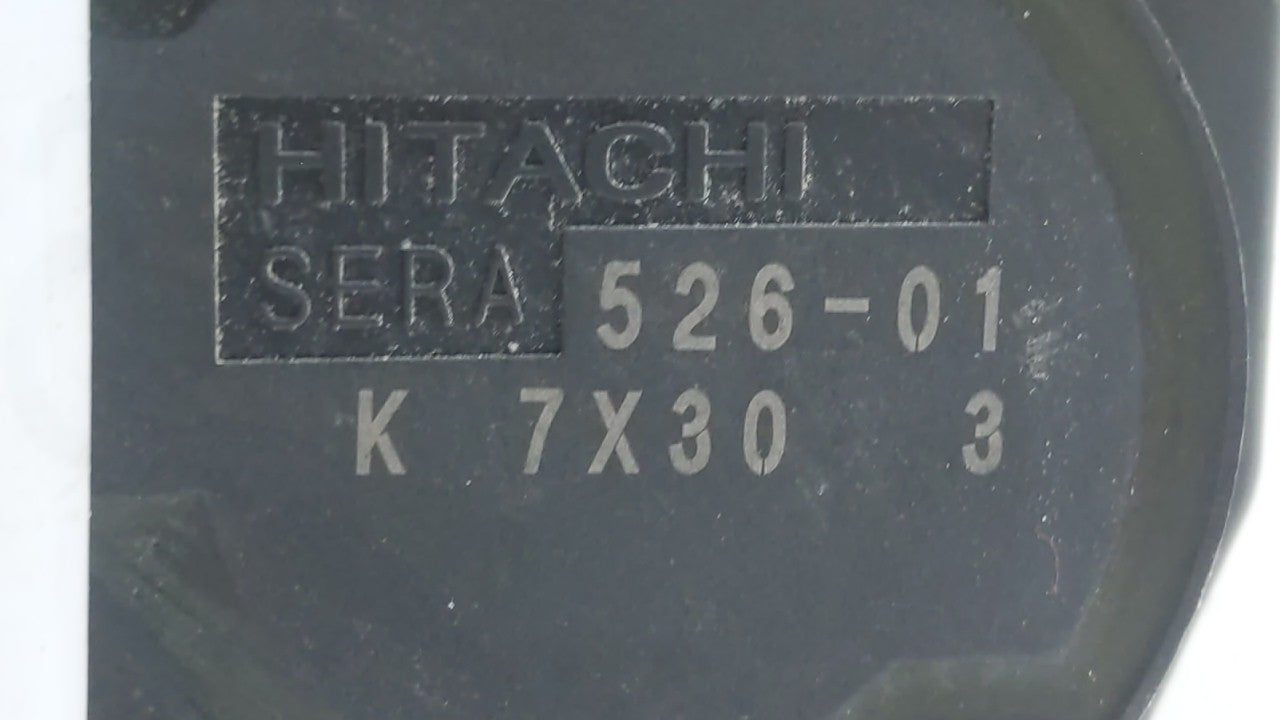 HITACHI
SERA 526-01
K 7X30 3